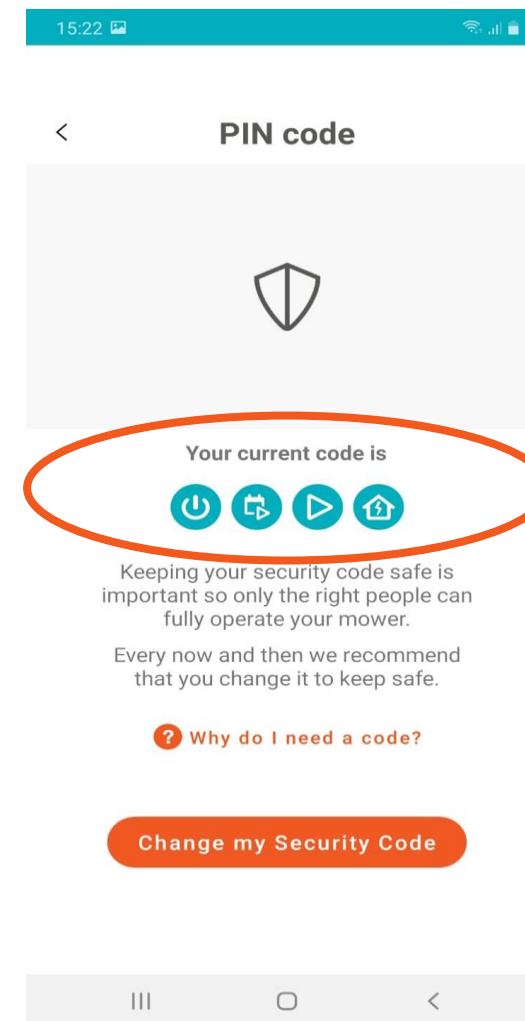 15:22
PIN code
Your current code is
Keeping your security code safe is
important so only the right people can
fully operate your mower.
Every now and then we recommend
that you change it to keep safe.
? Why do I need a code?
Change my Security Code